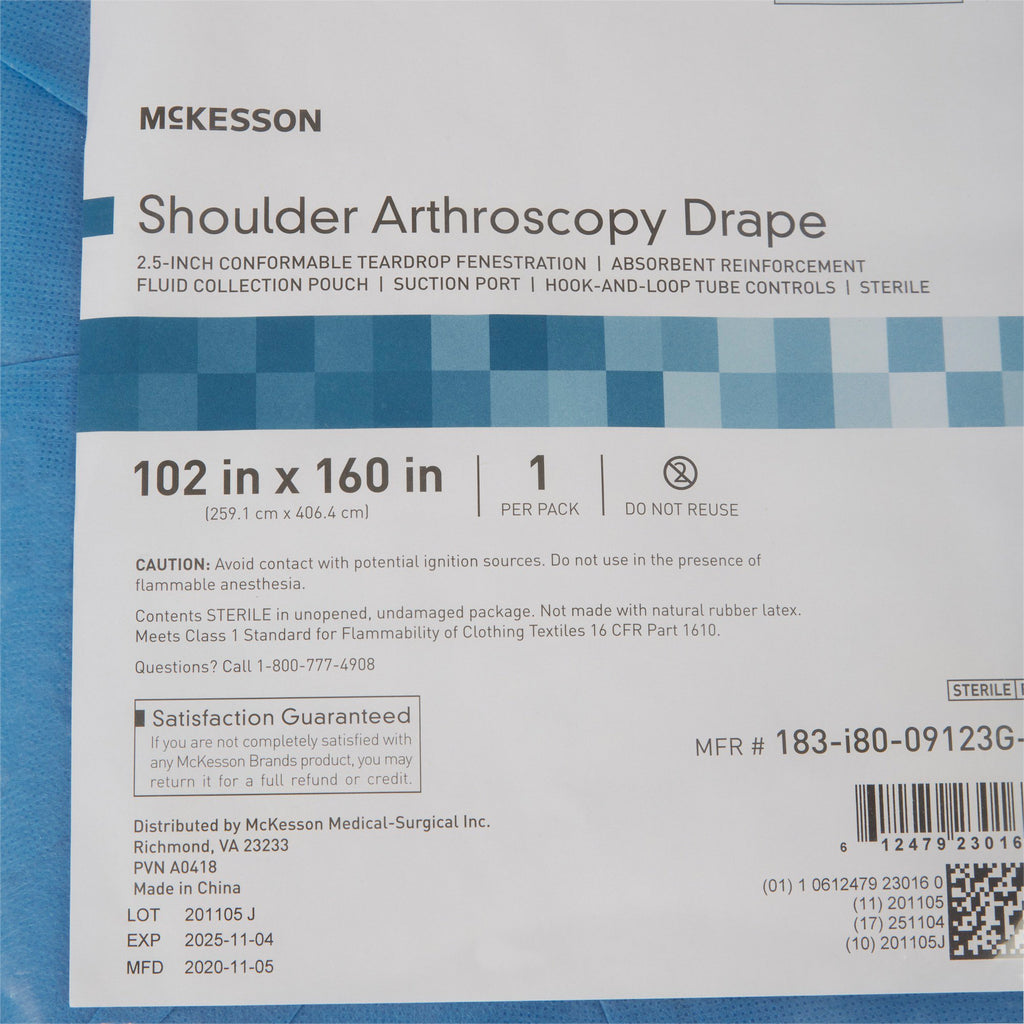 McKESSON
Shoulder Arthroscopy Drape
2.5-INCH CONFORMABLE TEARDROP FENESTRATION | ABSORBENT REINFORCEMENT
FLUID COLLECTION POUCH | SUCTION PORT | HOOK-AND-LOOP TUBE CONTROLS | STERILE
102 in x 160 in
(259.1 cm x 406.4 cm)
1
PER PACK
2
DO NOT REUSE
CAUTION: Avoid contact with potential ignition sources. Do not use in the presence of
flammable anesthesia.
Contents STERILE in unopened, undamaged package. Not made with natural rubber latex.
Meets Class 1 Standard for Flammability of Clothing Textiles 16 CFR Part 1610.
Questions? Call 1-800-777-4908
Satisfaction Guaranteed
If you are not completely satisfied with
any McKesson Brands product, you may
return it for a full refund or credit.
STERILE
MFR # 183-i80-09123G-
Distributed by McKesson Medical-Surgical Inc.
Richmond, VA 23233
PVN A0418
Made in China
LOT 201105 J
EXP 2025-11-04
MFD 2020-11-05
6 12479 23016
(01) 1 0612479 23016 0
(11) 201105
(17) 251104
(10) 201105J